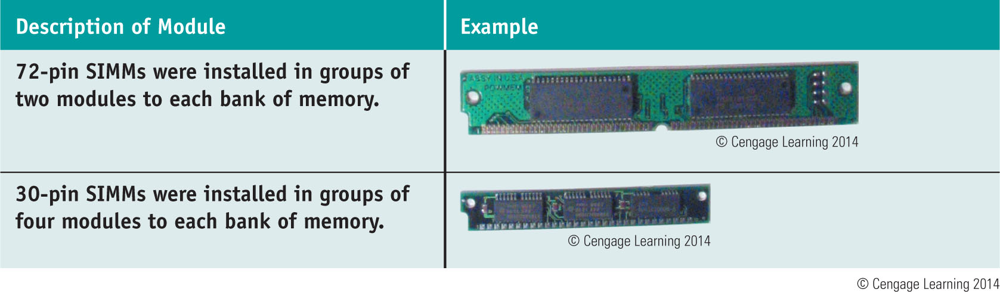 Description of Module
Example
72-pin SIMMs were installed in groups of
two modules to each bank of memory.
ASSY IN U.S.A
POWMEM
© Cengage Learning 2014
30-pin SIMMs were installed in groups of
four modules to each bank of memory.
© Cengage Learning 2014
© Cengage Learning 2014